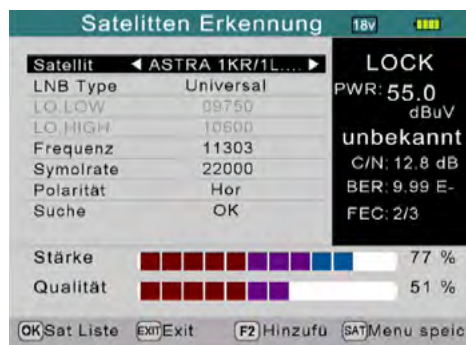 Satelitten Erkennung 18v
Satellit ◀ ASTRA 1KR/1L.... ▶
LNB Type Universal
LO.LOW 09750
LO.HIGH 10600
Frequenz 11303
Symolrate 22000
Polarität Hor
Suche OK
LOCK
PWR: 55.0
dBuV
unbekannt
C/N: 12.8 dB
BER: 9.99 E-
FEC: 2/3
Stärke 77 %
Qualität 51 %
OK Sat Liste EXIT Exit F2 Hinzufü SAT Menu speic